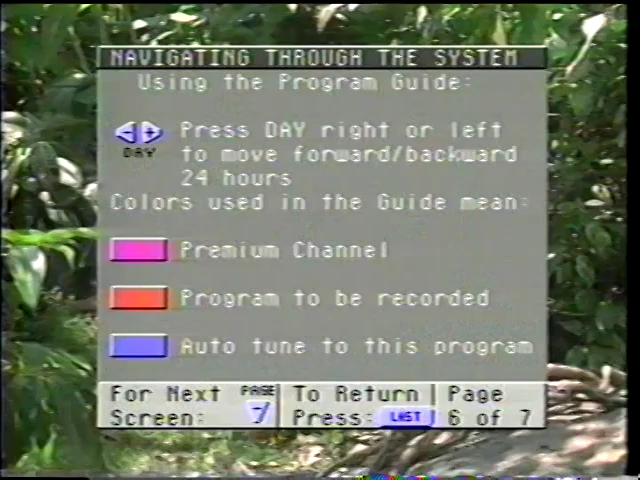 NAVIGATING THROUGH THE SYSTEM
Using the Program Guide:
- +
DAY
Press DAY right or left
to move forward/backward
24 hours
Colors used in the Guide mean:
Premium Channel
Program to be recorded
Auto tune to this program
For Next PAGE
Screen:
To Return
Press: LAST
Page
6 of 7